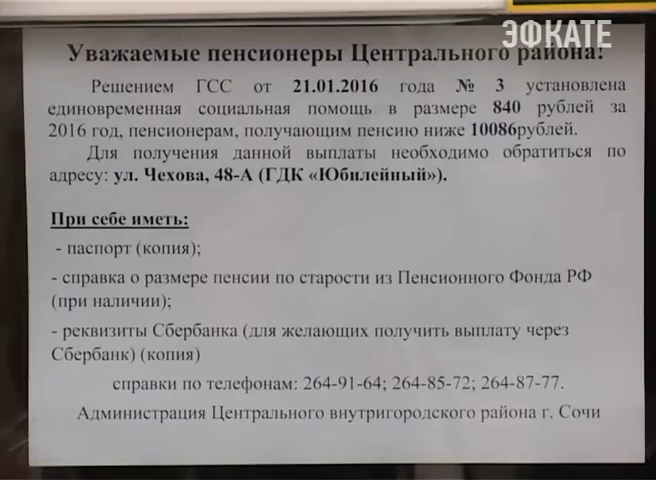 ЭФКАТЕ
Уважаемые пенсионеры Центрального района!
Решением ГСС от 21.01.2016 года № 3 установлена
единовременная социальная помощь в размере 840 рублей за
2016 год, пенсионерам, получающим пенсию ниже 10086рублей.
Для получения данной выплаты необходимо обратиться по
адресу: ул. Чехова, 48-А (ГДК «Юбилейный»).
При себе иметь:
- паспорт (копия);
- справка о размере пенсии по старости из Пенсионного Фонда РФ
(при наличии);
- реквизиты Сбербанка (для желающих получить выплату через
Сбербанк) (копия)
справки по телефонам: 264-91-64; 264-85-72; 264-87-77.
Администрация Центрального внутригородского района г. Сочи